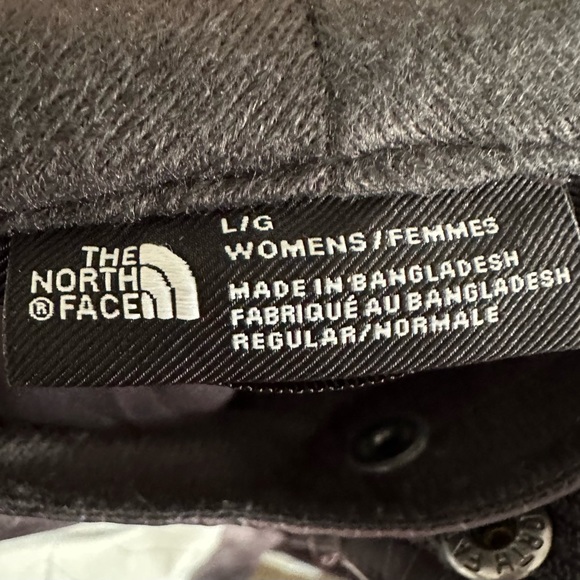 THE
NORTH
® FACE
L/G
WOMENS/FEMMES
MADE IN BANGLADESH
FABRIQUÉ AU BANGLADESH
REGULAR/NORMALE